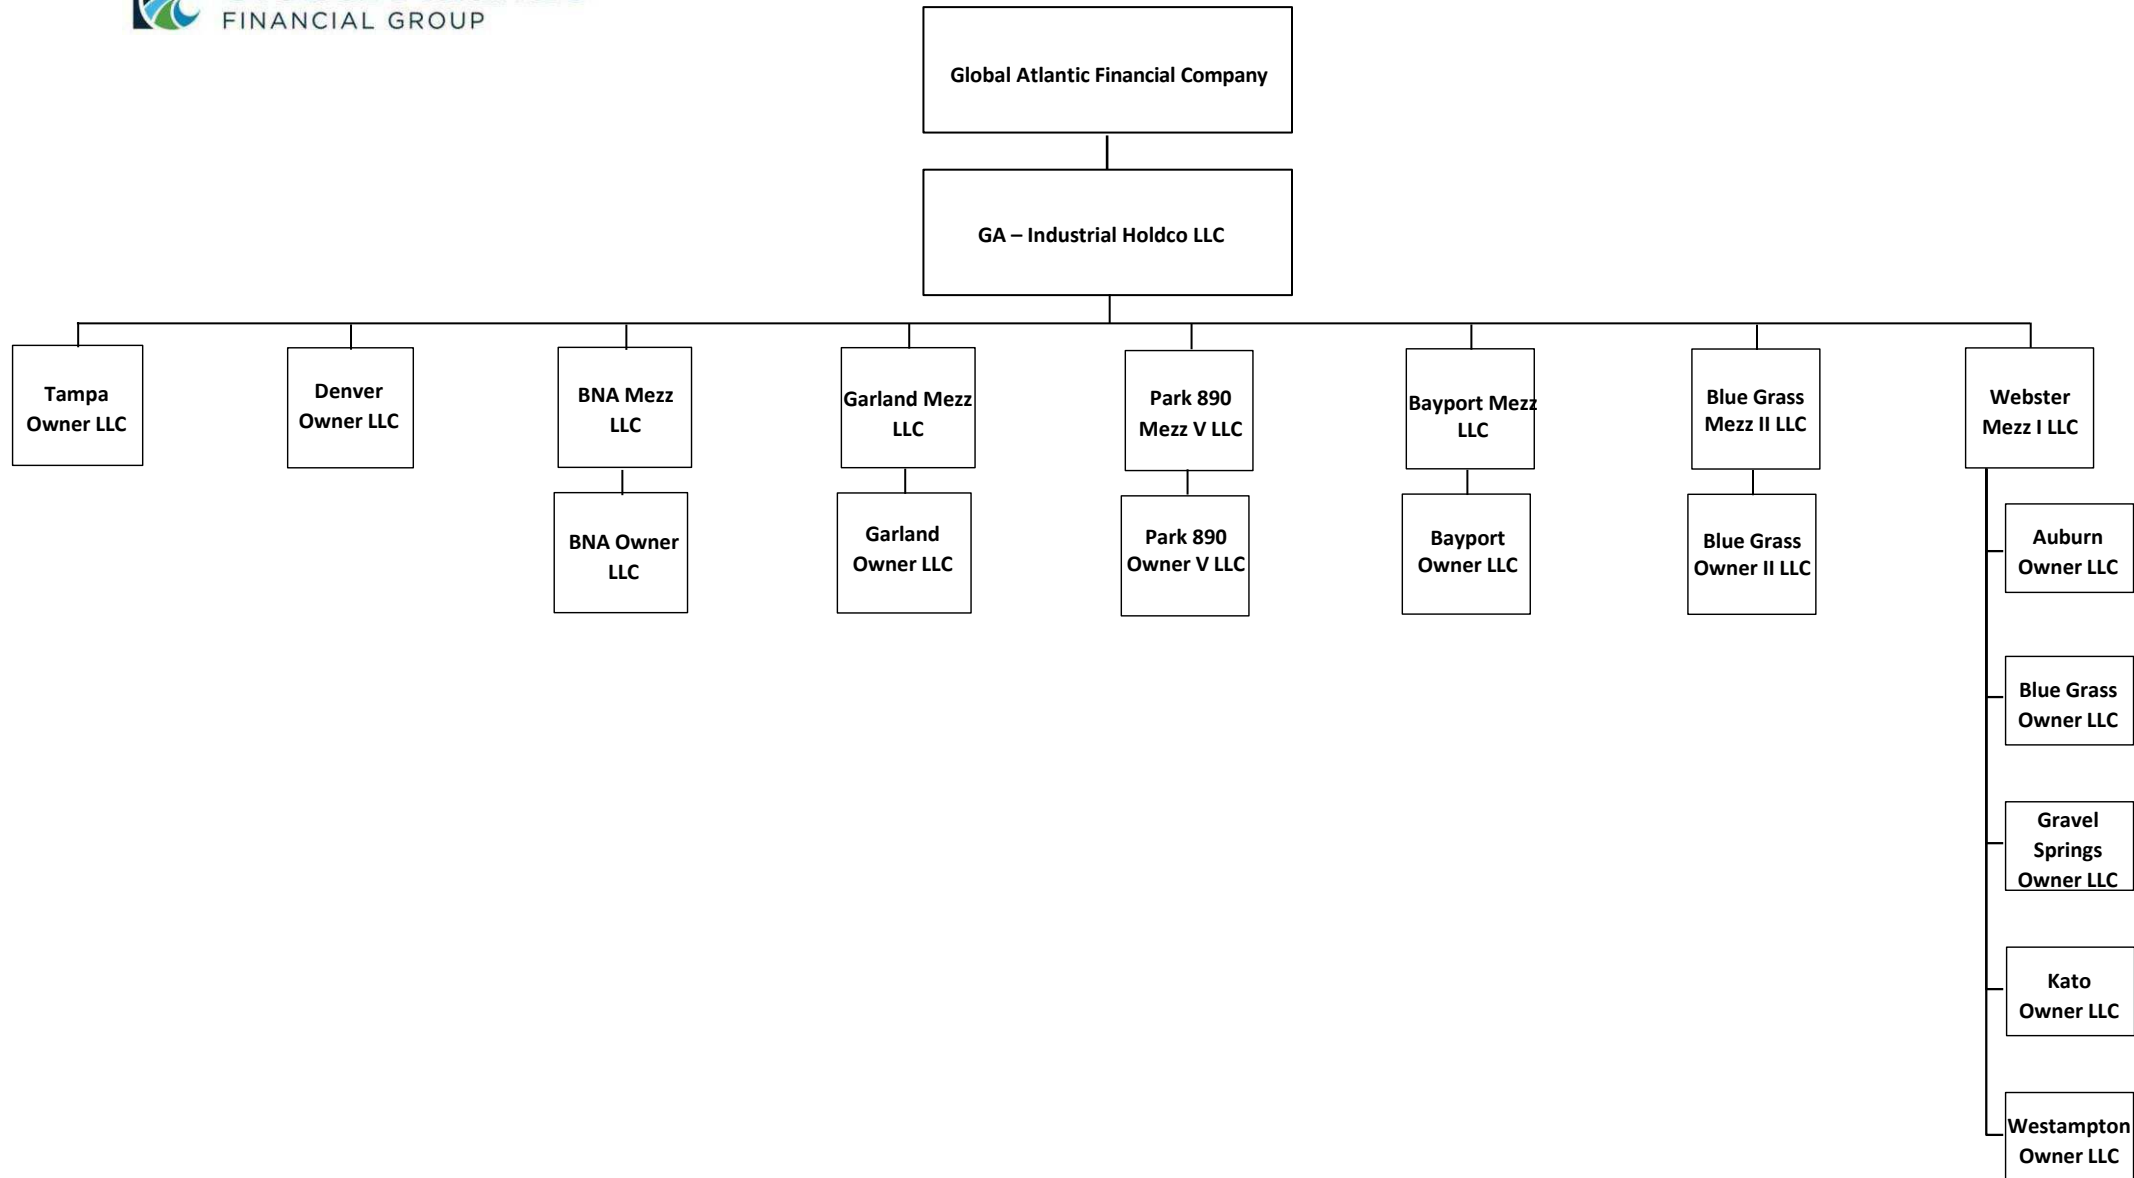 FINANCIAL GROUP
Global Atlantic Financial Company
GA – Industrial Holdco LLC
Tampa
Owner LLC
Denver
Owner LLC
BNA Mezz
LLC
Garland Mezz
LLC
Park 890
Mezz V LLC
Bayport Mezz
LLC
Blue Grass
Mezz II LLC
Webster
Mezz I LLC
BNA Owner
LLC
Garland
Owner LLC
Park 890
Owner V LLC
Bayport
Owner LLC
Blue Grass
Owner II LLC
Auburn
Owner LLC
Blue Grass
Owner LLC
Gravel
Springs
Owner LLC
Kato
Owner LLC
Westampton
Owner LLC